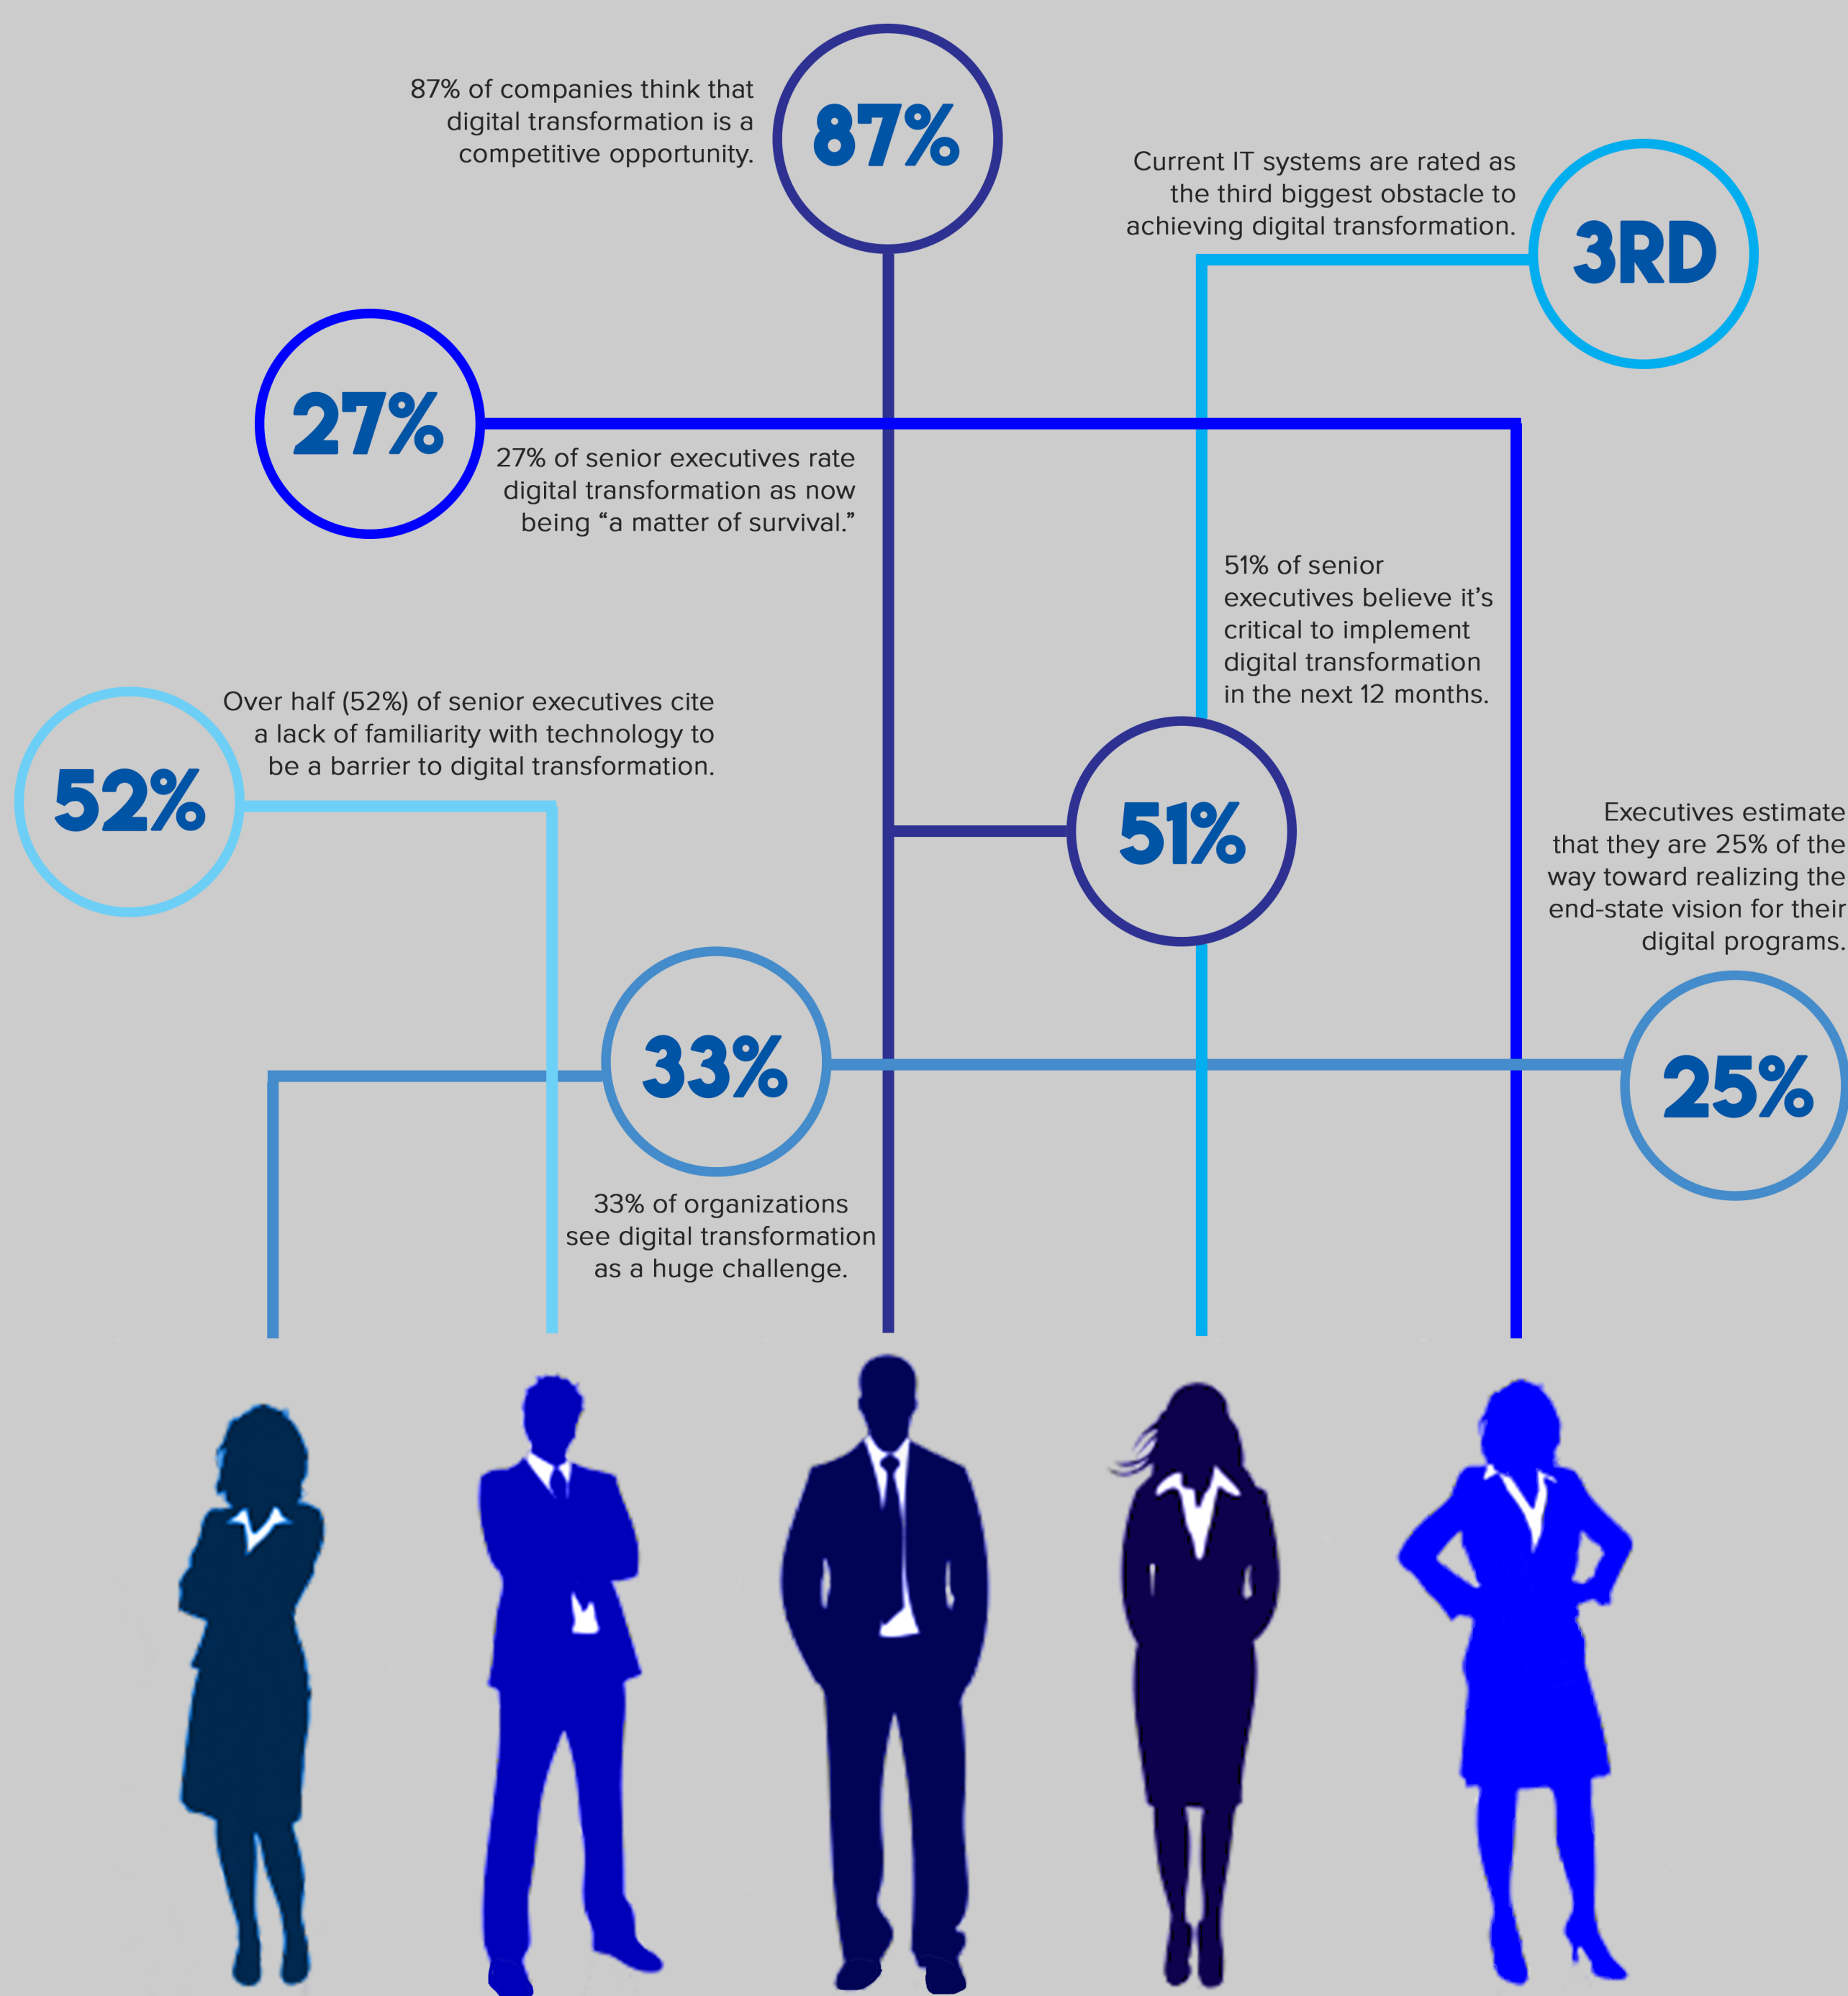 87% of companies think that
digital transformation is a
competitive opportunity.
87%
Current IT systems are rated as
the third biggest obstacle to
achieving digital transformation.
3RD
27%
27% of senior executives rate
digital transformation as now
being “a matter of survival.”
51% of senior
executives believe it’s
critical to implement
digital transformation
in the next 12 months.
51%
Over half (52%) of senior executives cite
a lack of familiarity with technology to
be a barrier to digital transformation.
52%
Executives estimate
that they are 25% of the
way toward realizing the
end-state vision for their
digital programs.
25%
33%
33% of organizations
see digital transformation
as a huge challenge.